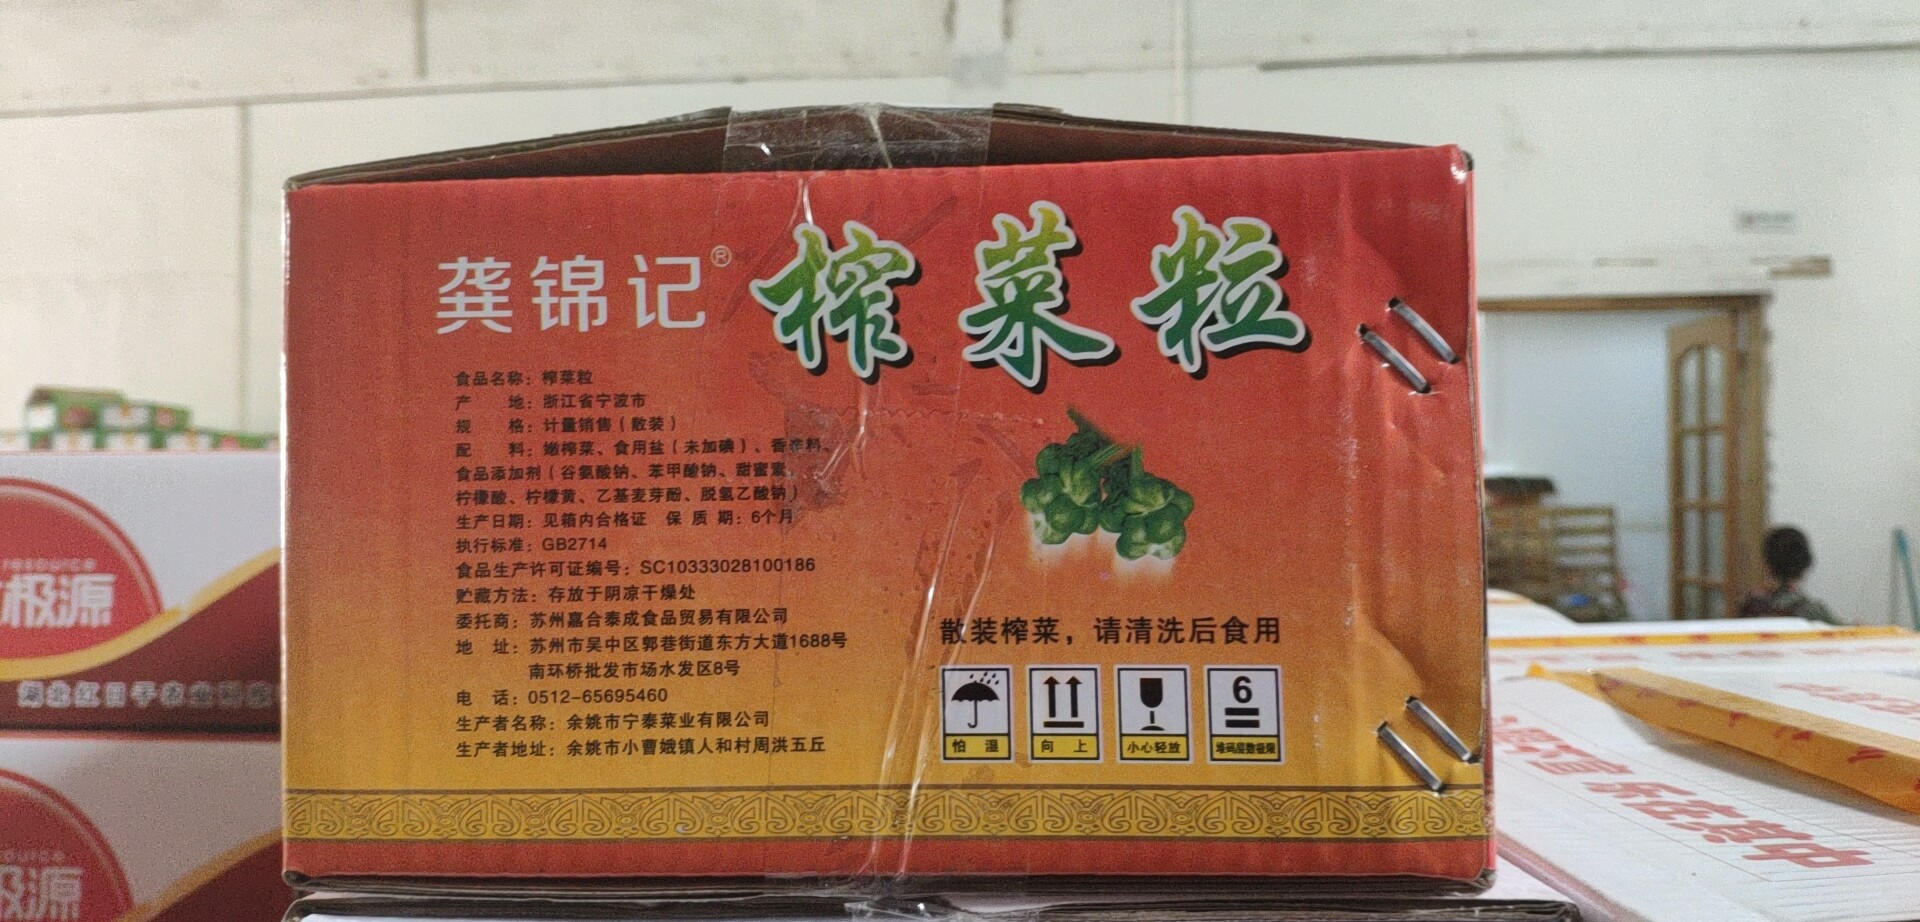 龚锦记® 榨菜粒
食品名称：榨菜粒
产 地：浙江省宁波市
规 格：计量销售（散装）
配 料：嫩榨菜、食用盐（未加碘）、香辛料、
食品添加剂（谷氨酸钠、苯甲酸钠、甜蜜素、
柠檬酸、柠檬黄、乙基麦芽酚、脱氢乙酸钠）
生产日期：见箱内合格证 保 质 期：6个月
执行标准：GB2714
食品生产许可证编号：SC10333028100186
贮藏方法：存放于阴凉干燥处
委托商：苏州嘉合泰成食品贸易有限公司
地 址：苏州市吴中区郭巷街道东方大道1688号
南环桥批发市场水发区8号
电 话：0512-65695460
生产者名称：余姚市宁泰菜业有限公司
生产者地址：余姚市小曹娥镇人和村周洪五丘
散装榨菜，请清洗后食用
6
怕 湿
向 上
小心轻放
堆码层数极限
resource
极源
源